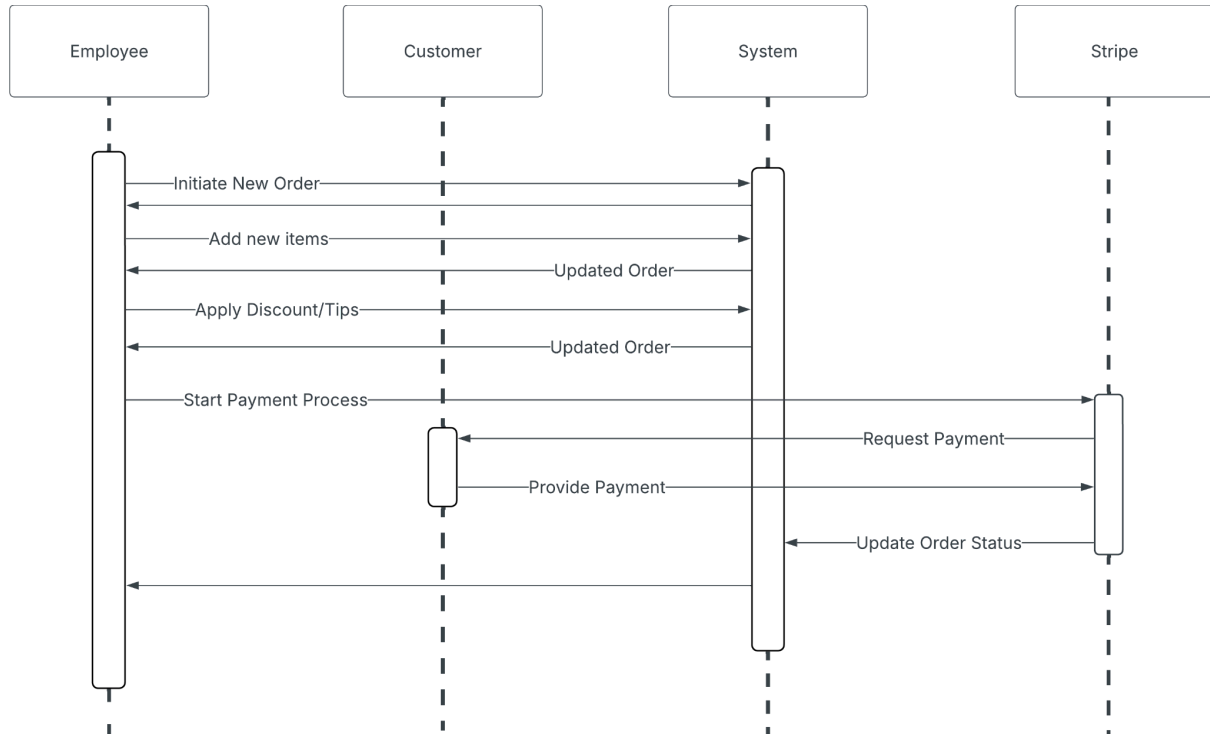 Employee
Customer
System
Stripe
Initiate New Order
Add new items
Updated Order
Apply Discount/Tips
Updated Order
Start Payment Process
Request Payment
Provide Payment
Update Order Status